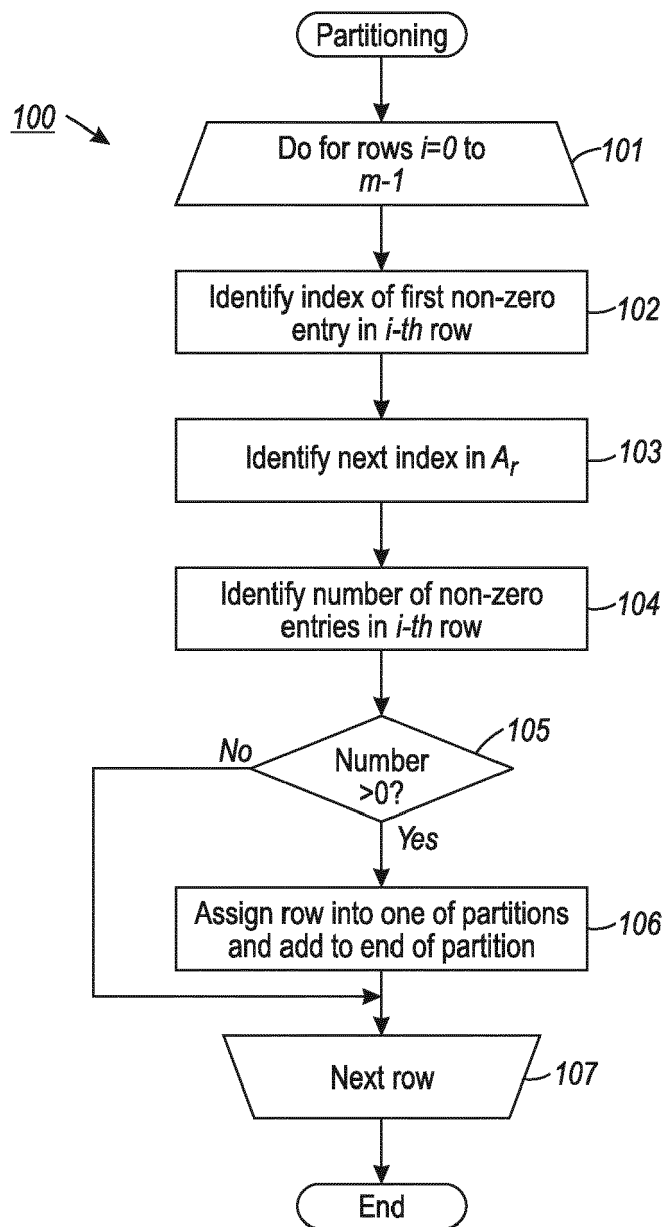 Partitioning
100
Do for rows i=0 to
m-1
101
Identify index of first non-zero
entry in i-th row
102
Identify next index in Ar
103
Identify number of non-zero
entries in i-th row
104
105
No
Number
>0?
Yes
Assign row into one of partitions
and add to end of partition
106
Next row
107
End